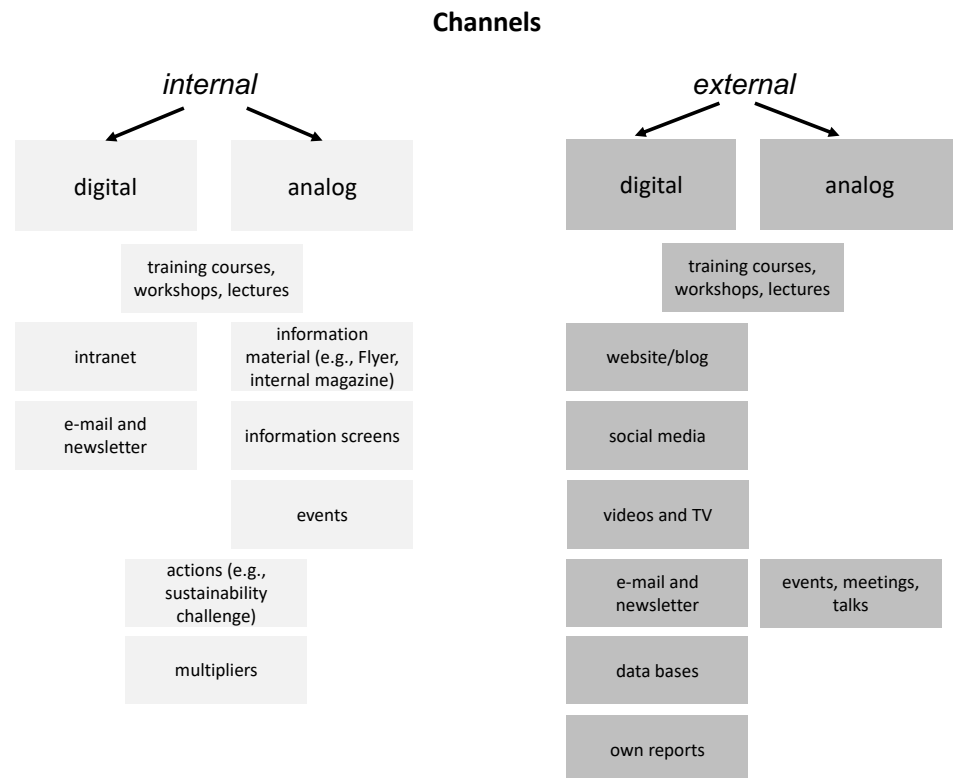 Channels
internal
external
digital
analog
digital
analog
training courses,
workshops, lectures
training courses,
workshops, lectures
intranet
information
material (e.g., Flyer,
internal magazine)
website/blog
e-mail and
newsletter
information screens
social media
events
videos and TV
actions (e.g.,
sustainability
challenge)
e-mail and
newsletter
events, meetings,
talks
multipliers
data bases
own reports